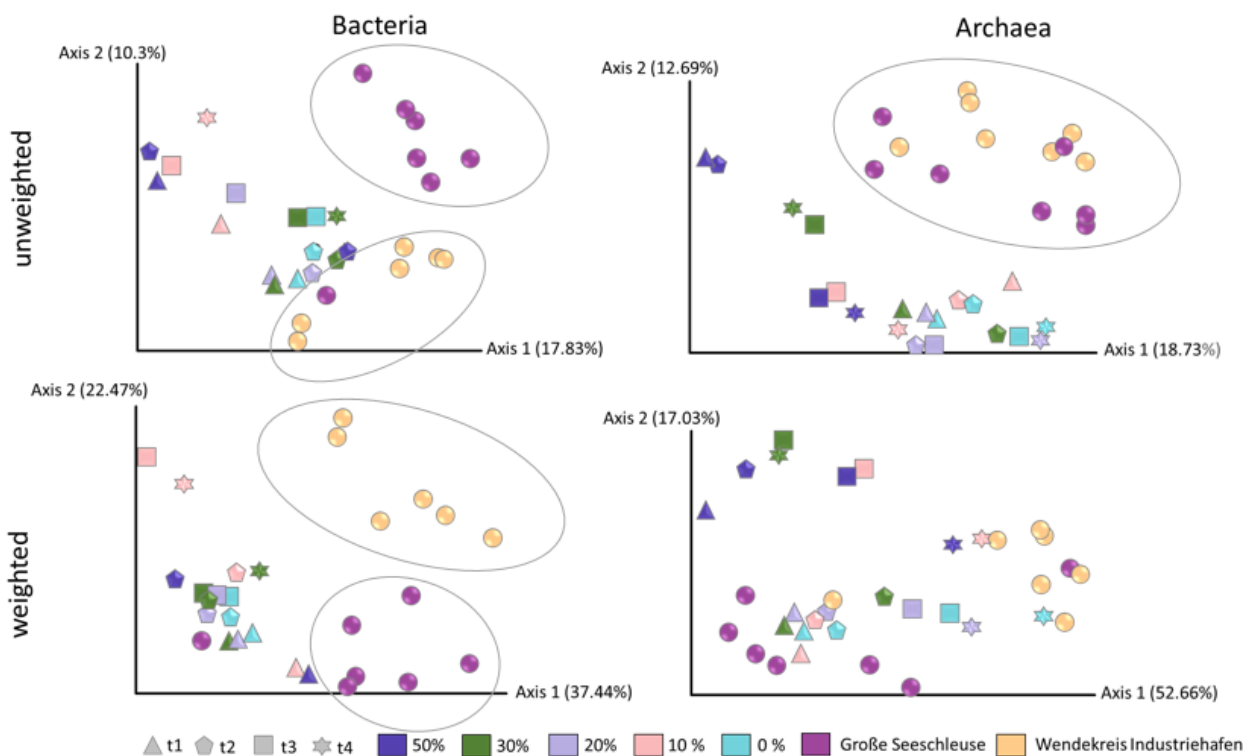 Bacteria
Archaea
Axis 2 (10.3%)
Axis 2 (12.69%)
unweighted
Axis 1 (17.83%)
Axis 1 (18.73%)
Axis 2 (22.47%)
Axis 2 (17.03%)
weighted
Axis 1 (37.44%)
Axis 1 (52.66%)
t1 t2 t3 t4 50% 30% 20% 10 % 0 % Große Seeschleuse Wendekreis Industriehafen